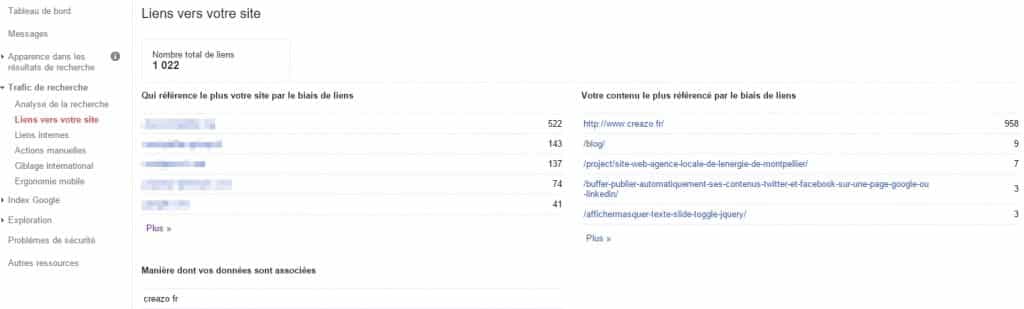 Tableau de bord
Messages
Apparence dans les
résultats de recherche
Trafic de recherche
Analyse de la recherche
Liens vers votre site
Liens internes
Actions manuelles
Ciblage international
Ergonomie mobile
Index Google
Exploration
Problèmes de sécurité
Autres ressources
Liens vers votre site
Nombre total de liens
1 022
Qui référence le plus votre site par le biais de liens
522
143
137
74
41
Plus »
Votre contenu le plus référencé par le biais de liens
http://www.creazo.fr/ 958
/blog/ 9
/project/site-web-agence-locale-de-lenergie-de-montpellier/ 7
/buffer-publier-automatiquement-ses-contenus-twitter-et-facebook-sur-une-page-google-ou
-linkedin/ 3
/affichermasquer-texte-slide-toggle-jquery/ 3
Plus »
Manière dont vos données sont associées
creazo fr